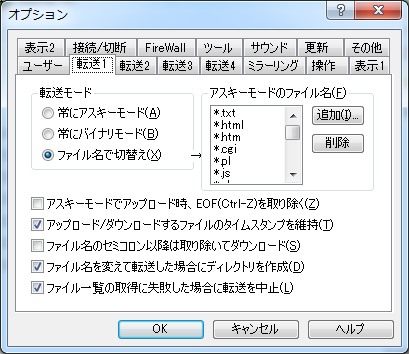 オプション
表示2 接続/切断 FireWall ツール サウンド 更新 その他
ユーザー 転送1 転送2 転送3 転送4 ミラーリング 操作 表示1
転送モード
常にアスキーモード(A)
常にバイナリモード(B)
ファイル名で切替え(X)
→
アスキーモードのファイル名(F)
*.txt
*.html
*.htm
*.cgi
*.pl
*.js
追加(I)...
削除
アスキーモードでアップロード時、EOF(Ctrl-Z)を取り除く(Z)
アップロード/ダウンロードするファイルのタイムスタンプを維持(T)
ファイル名のセミコロン以降は取り除いてダウンロード(S)
ファイル名を変えて転送した場合にディレクトリを作成(D)
ファイル一覧の取得に失敗した場合に転送を中止(L)
OK キャンセル ヘルプ